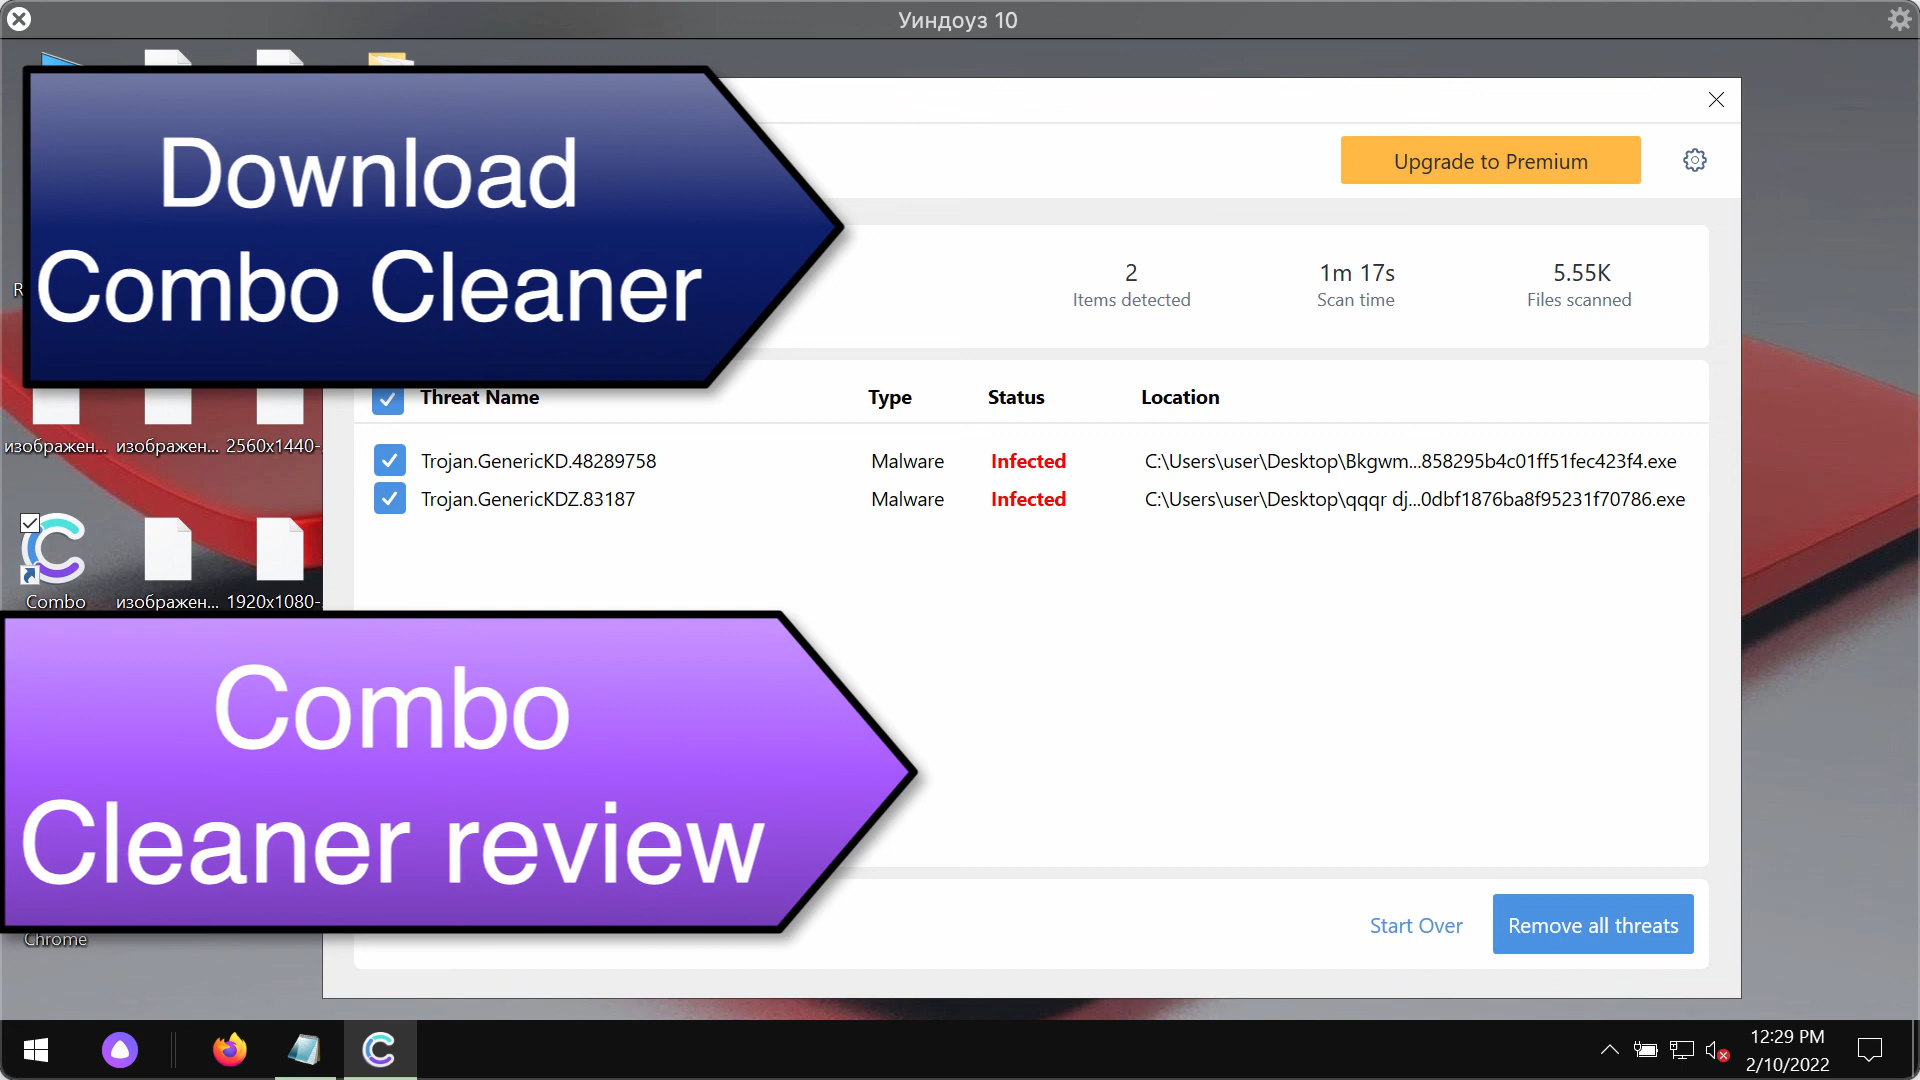 Уиндоуз 10
Download
Combo Cleaner
Upgrade to Premium
2
Items detected
1m 17s
Scan time
5.55K
Files scanned
R
Threat Name Type Status Location
Trojan.GenericKD.48289758 Malware Infected C:\Users\user\Desktop\Bkgwm...858295b4c01ff51fec423f4.exe
Trojan.GenericKDZ.83187 Malware Infected C:\Users\user\Desktop\qqqr dj...0dbf1876ba8f95231f70786.exe
изображен... изображен... 2560x1440-
Combo изображен... 1920x1080-
Combo
Cleaner review
Chrome
Start Over
Remove all threats
12:29 PM
2/10/2022